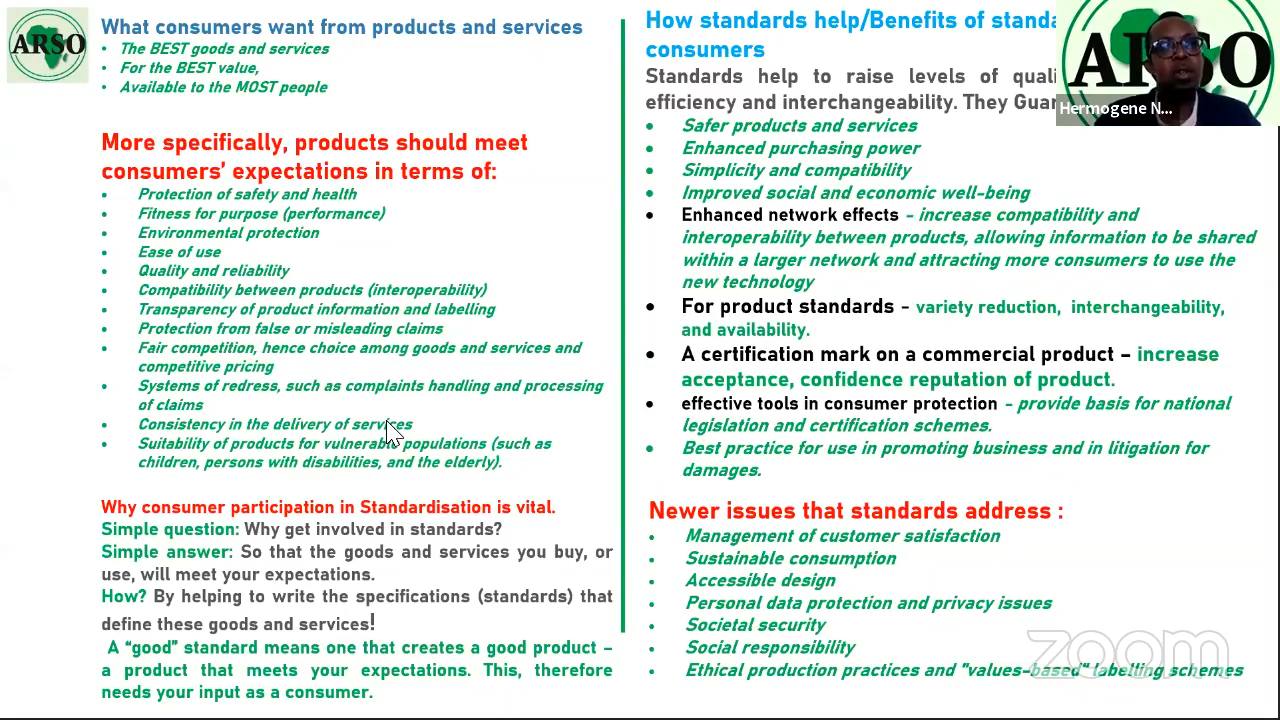 ARSO
What consumers want from products and services
• The BEST goods and services
• For the BEST value,
• Available to the MOST people
More specifically, products should meet
consumers’ expectations in terms of:
• Protection of safety and health
• Fitness for purpose (performance)
• Environmental protection
• Ease of use
• Quality and reliability
• Compatibility between products (interoperability)
• Transparency of product information and labelling
• Protection from false or misleading claims
• Fair competition, hence choice among goods and services and
competitive pricing
• Systems of redress, such as complaints handling and processing
of claims
• Consistency in the delivery of services
• Suitability of products for vulnerable populations (such as
children, persons with disabilities, and the elderly).
Why consumer participation in Standardisation is vital.
Simple question: Why get involved in standards?
Simple answer: So that the goods and services you buy, or
use, will meet your expectations.
How? By helping to write the specifications (standards) that
define these goods and services!
A “good” standard means one that creates a good product –
a product that meets your expectations. This, therefore
needs your input as a consumer.
How standards help/Benefits of
consumers
Standards help to raise levels of
efficiency and interchangeability. They
• Safer products and services
• Enhanced purchasing power
• Simplicity and compatibility
• Improved social and economic well-being
• Enhanced network effects - increase compatibility and
interoperability between products, allowing information to be shared
within a larger network and attracting more consumers to use the
new technology
• For product standards - variety reduction, interchangeability,
and availability.
• A certification mark on a commercial product – increase
acceptance, confidence reputation of product.
• effective tools in consumer protection - provide basis for national
legislation and certification schemes.
• Best practice for use in promoting business and in litigation for
damages.
Newer issues that standards address :
• Management of customer satisfaction
• Sustainable consumption
• Accessible design
• Personal data protection and privacy issues
• Societal security
• Social responsibility
• Ethical production practices and “values-based“ labelling schemes
Hermogene N...
zoom